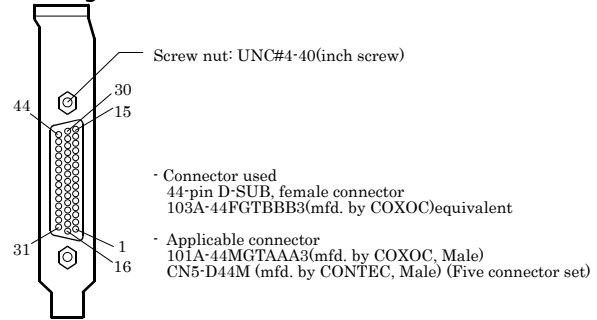 Screw nut: UNC#4-40(inch screw)
30
44
15
- Connector used
44-pin D-SUB, female connector
103A-44FGTBBB3(mfd. by COXOC)equivalent
- Applicable connector
101A-44MGTAAA3(mfd. by COXOC, Male)
CN5-D44M (mfd. by CONTEC, Male) (Five connector set)
31
1
16